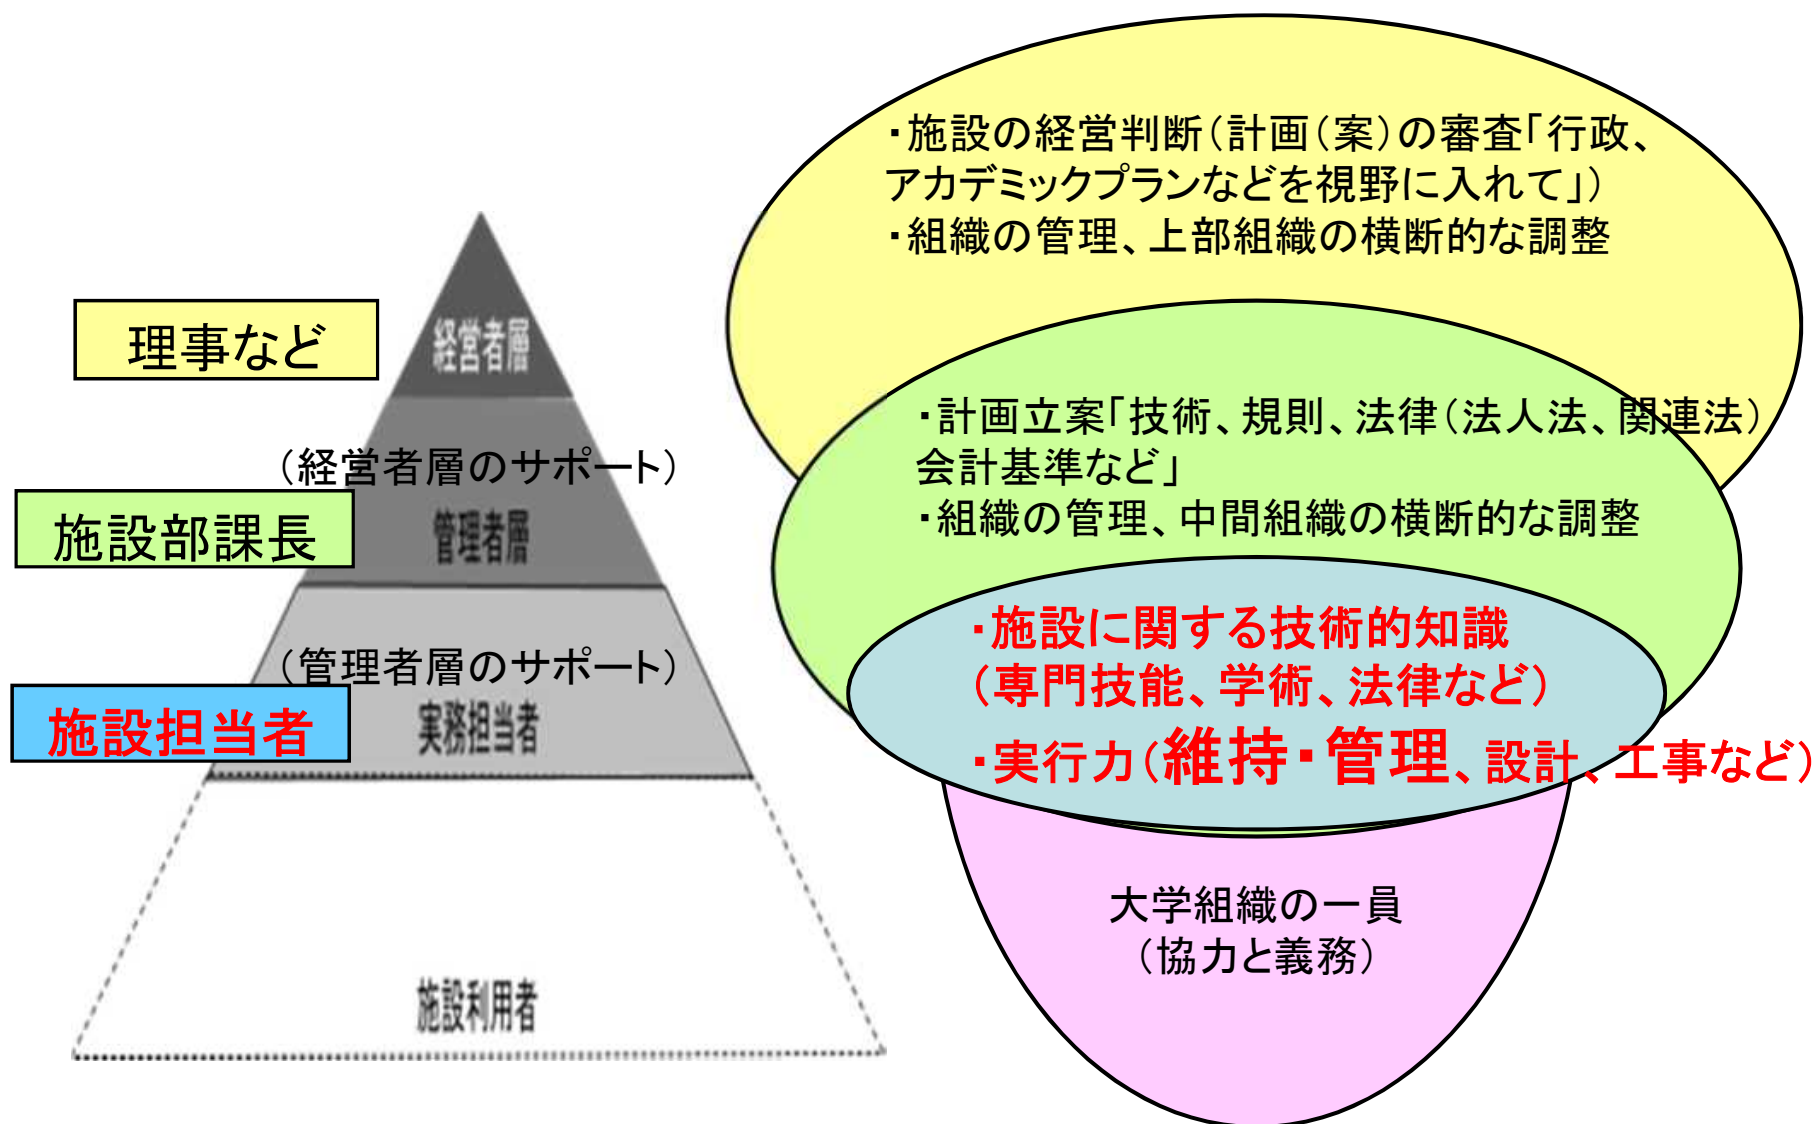 ・施設の経営判断(計画(案)の審査「行政、
アカデミックプランなどを視野に入れて」)
・組織の管理、上部組織の横断的な調整
理事など
経営者層
・計画立案「技術、規則、法律(法人法、関連法)
会計基準など」
・組織の管理、中間組織の横断的な調整
(経営者層のサポート)
施設部課長
管理者層
・施設に関する技術的知識
(専門技能、学術、法律など)
・実行力(維持・管理、設計、工事など)
(管理者層のサポート)
施設担当者
実務担当者
大学組織の一員
(協力と義務)
施設利用者